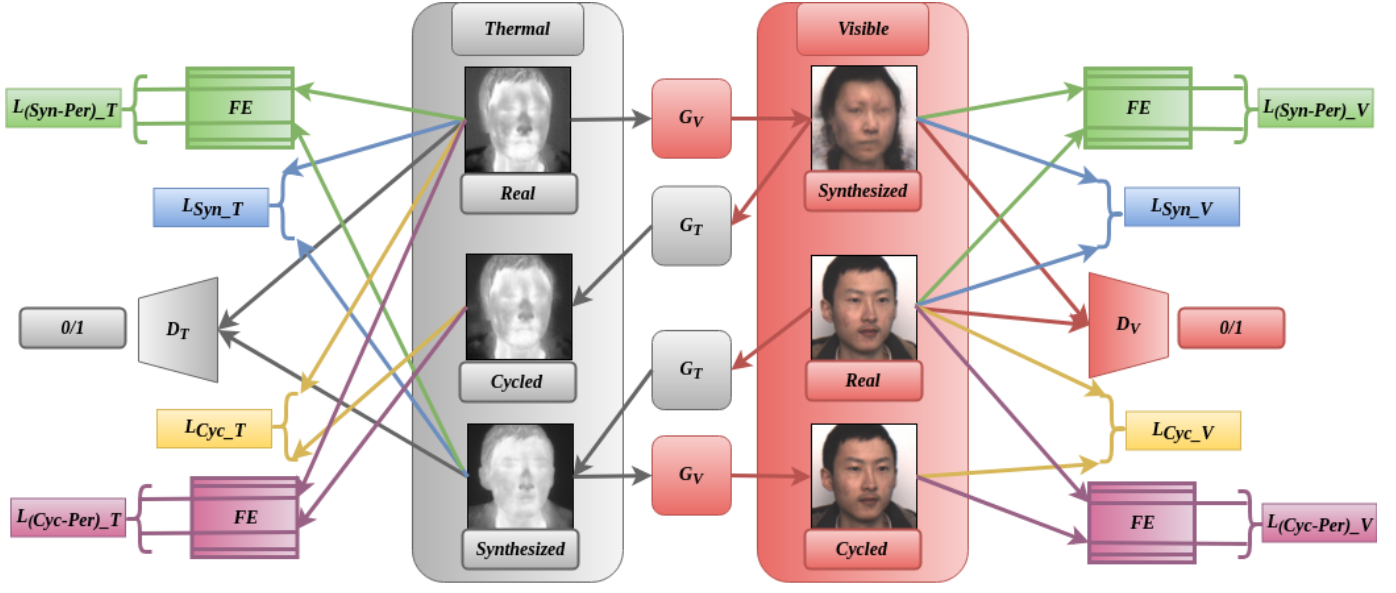 Thermal
Visible
L(Syn-Per)_T
FE
GV
FE
L(Syn-Per)_V
Real
Synthesized
LSyn_T
GT
LSyn_V
0/1
DT
DV
0/1
Cycled
GT
Real
LCyc_T
LCyc_V
GV
L(Cyc-Per)_T
FE
FE
L(Cyc-Per)_V
Synthesized
Cycled